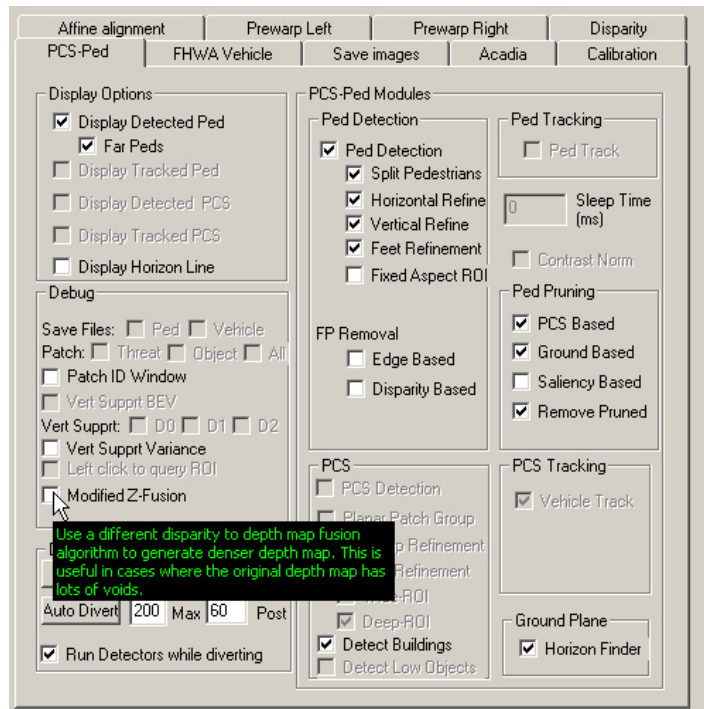 Affine alignment
Prewarp Left
Prewarp Right
Disparity
PCS-Ped
FHWA Vehicle
Save images
Acadia
Calibration
Display Options
Display Detected Ped
Far Peds
Display Tracked Ped
Display Detected PCS
Display Tracked PCS
Display Horizon Line
Debug
Save Files: Ped Vehicle
Patch: Threat Object All
Patch ID Window
Vert Supprt BEV
Vert Supprt: D0 D1 D2
Vert Supprt Variance
Left click to query ROI
Modified Z-Fusion
Use a different disparity to depth map fusion
algorithm to generate denser depth map. This is
useful in cases where the original depth map has
lots of voids.
Auto Divert 200 Max 60 Post
Run Detectors while diverting
PCS-Ped Modules
Ped Detection
Ped Detection
Split Pedestrians
Horizontal Refine
Vertical Refine
Feet Refinement
Fixed Aspect ROI
FP Removal
Edge Based
Disparity Based
PCS
PCS Detection
Planar Patch Group
Refinement
Refinement
Deep-ROI
Detect Buildings
Detect Low Objects
Ped Tracking
Ped Track
0 Sleep Time
(ms)
Contrast Norm
Ped Pruning
PCS Based
Ground Based
Saliency Based
Remove Pruned
PCS Tracking
Vehicle Track
Ground Plane
Horizon Finder